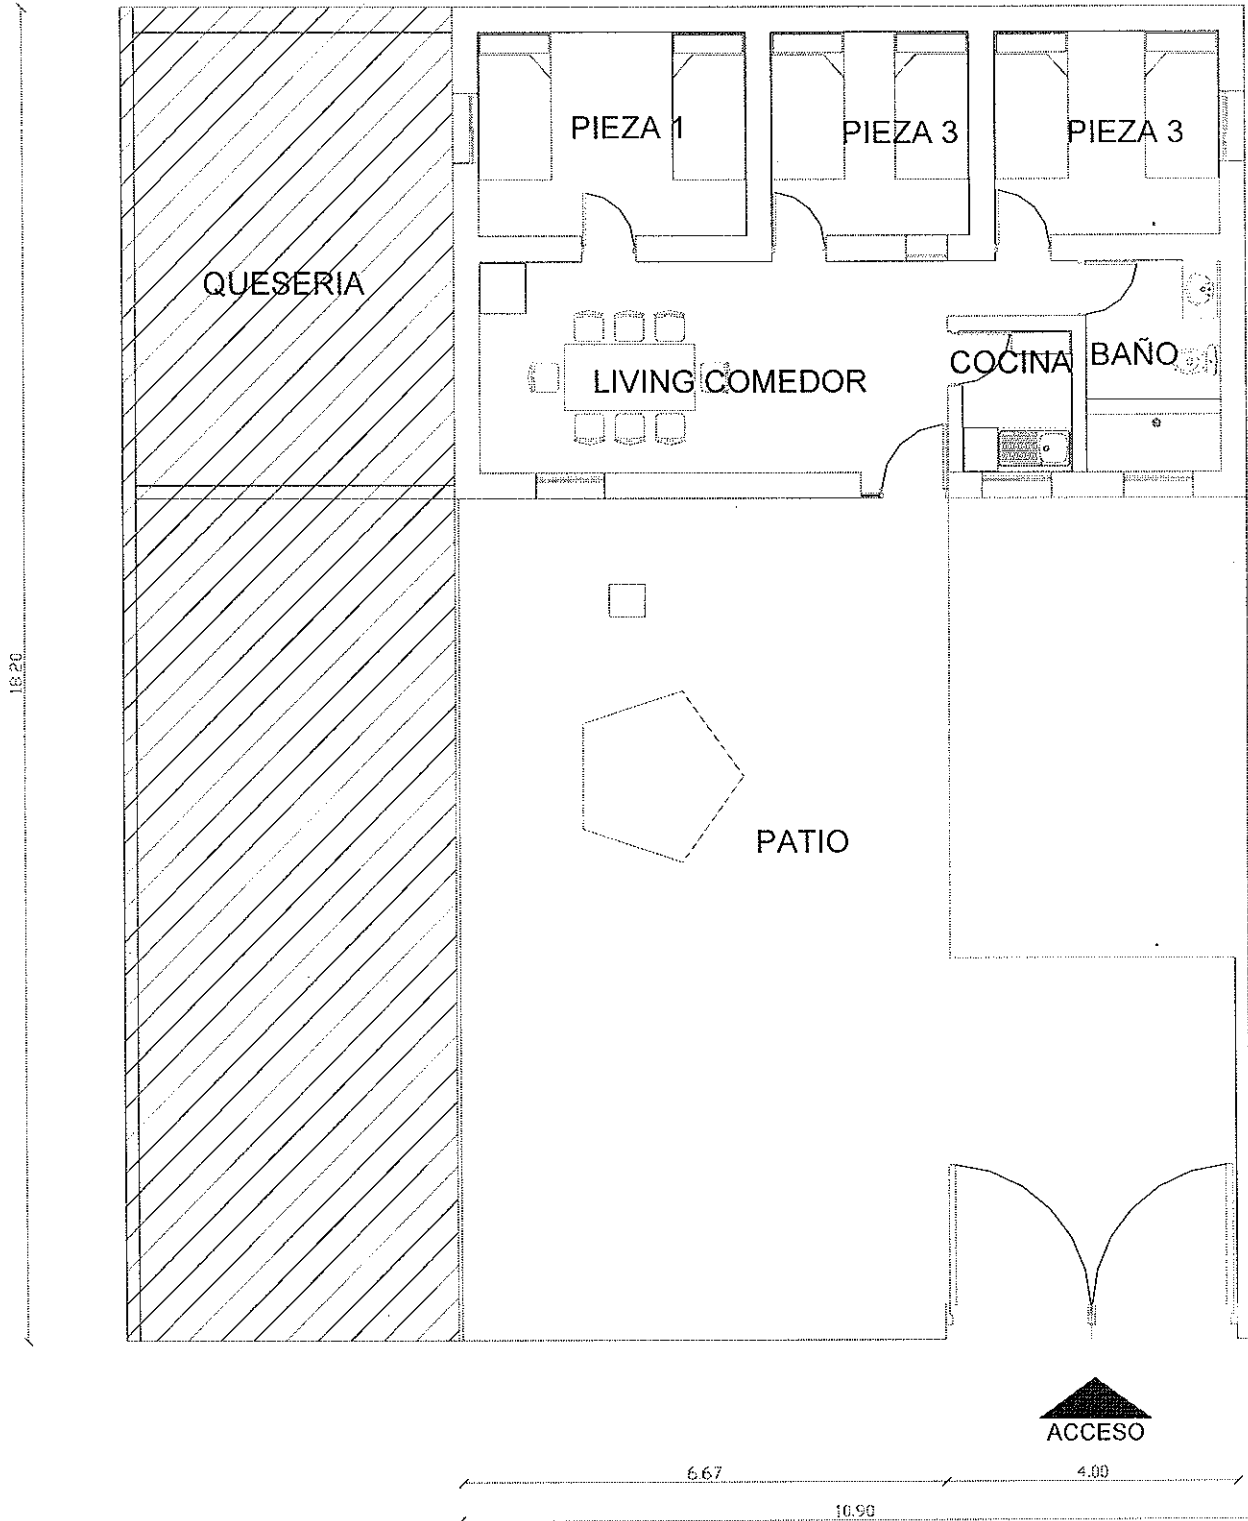 PIEZA 1
PIEZA 3
PIEZA 3
QUESERIA
LIVING COMEDOR
COCINA
BAÑO
18.20
PATIO
ACCESO
6.67
4.00
10.90